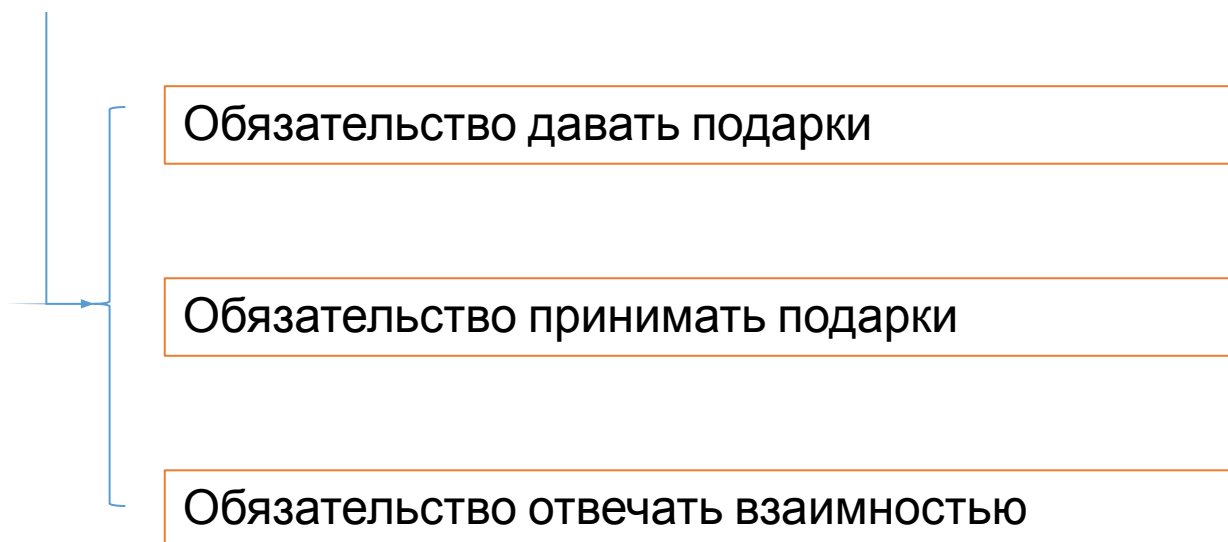 Обязательство давать подарки
Обязательство принимать подарки
Обязательство отвечать взаимностью